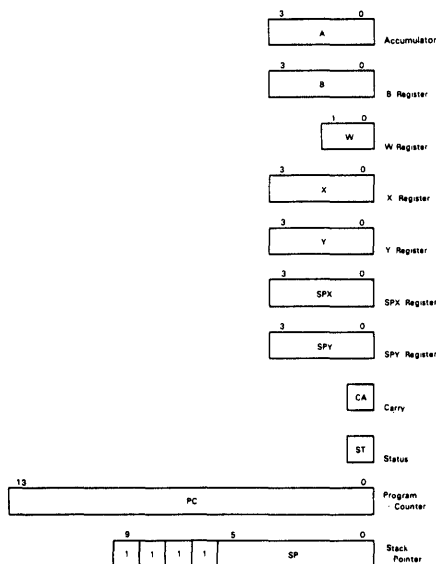 3 0
A
Accumulator
3 0
B
B Register
1 0
W
W Register
3 0
X
X Register
3 0
Y
Y Register
3 0
SPX
SPX Register
3 0
SPY
SPY Register
CA
Carry
ST
Status
13 0
PC
Program
Counter
9 5 0
1 1 1 1 SP
Stack
Pointer